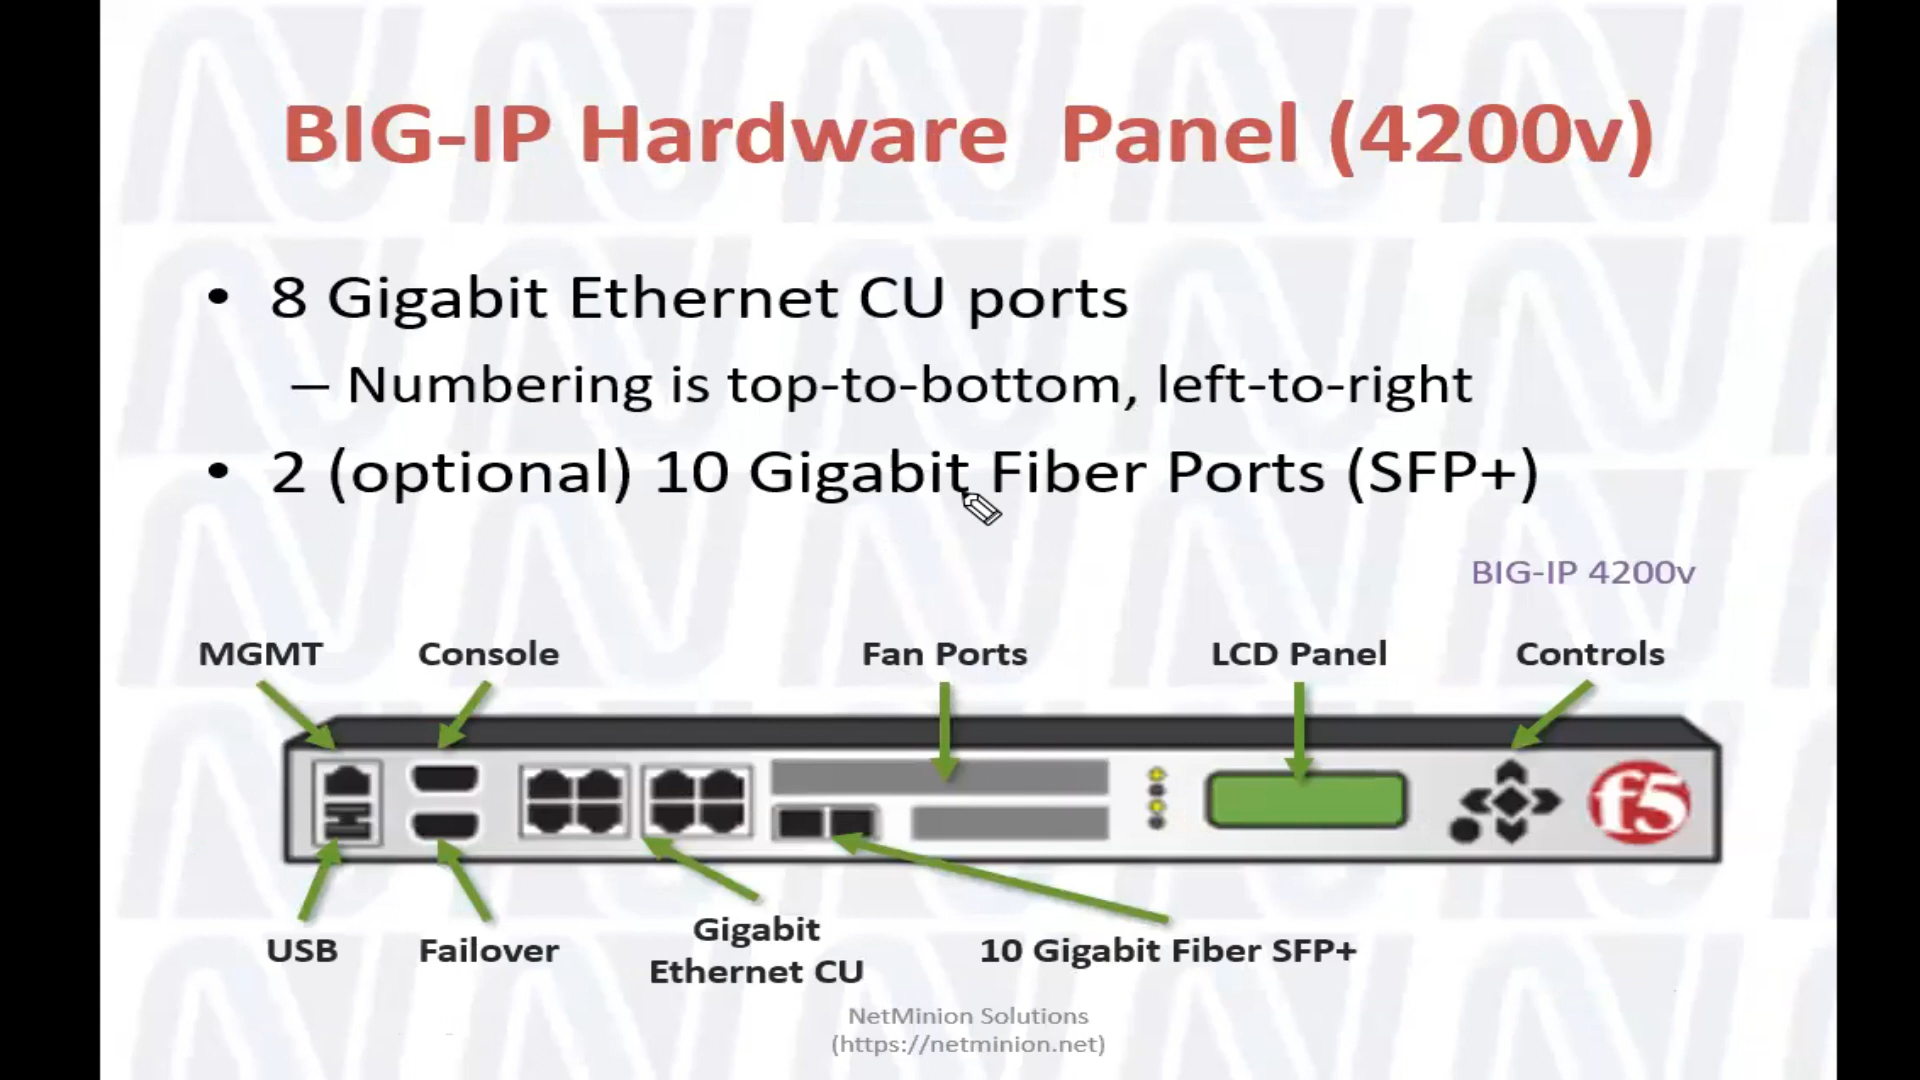 BIG-IP Hardware Panel (4200v)
• 8 Gigabit Ethernet CU ports
– Numbering is top-to-bottom, left-to-right
• 2 (optional) 10 Gigabit Fiber Ports (SFP+)
BIG-IP 4200v
MGMT Console Fan Ports LCD Panel Controls
f5
USB Failover Gigabit Ethernet CU 10 Gigabit Fiber SFP+
NetMinion Solutions
(https://netminion.net)